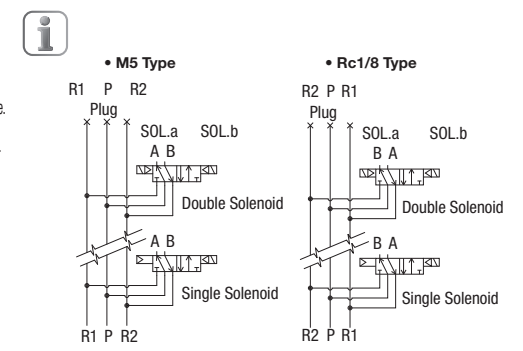 • M5 Type
R1 P R2
Plug
SOL.a SOL.b
A B
Double Solenoid
A B
Single Solenoid
R1 P R2
• Rc1/8 Type
R2 P R1
Plug
SOL.a SOL.b
B A
Double Solenoid
B A
Single Solenoid
R2 P R1